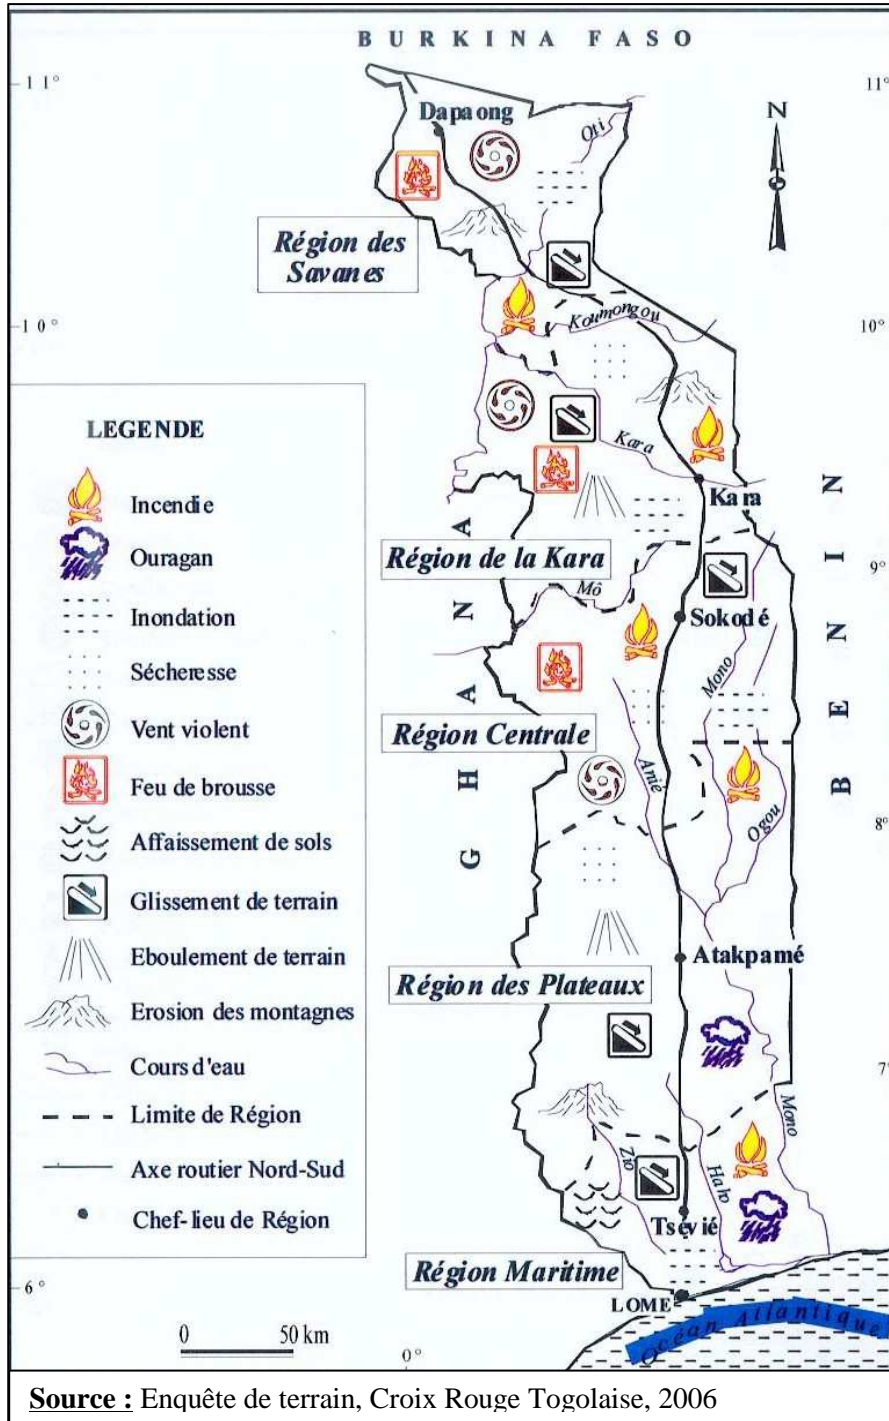 BURKINA FASO
11°
11°
N
Dapaong
Oti
Région des
Savanes
10°
Koumongou
10°
LEGENDE
Incendie
Ouragan
Inondation
Sécheresse
Vent violent
Feu de brousse
Affaissement de sols
Glissement de terrain
Eboulement de terrain
Erosion des montagnes
Cours d'eau
Limite de Région
Axe routier Nord-Sud
Chef-lieu de Région
Kara
Kara
GHANA
BENIN
Région de la Kara
9°
Mô
Sokodé
Mono
Région Centrale
Anié
Ogou
8°
Atakpamé
Région des Plateaux
7°
Mono
Zio
Haho
Tsévié
Région Maritime
6°
LOME
Océan Atlantique
0 50 km
0°
Source : Enquête de terrain, Croix Rouge Togolaise, 2006